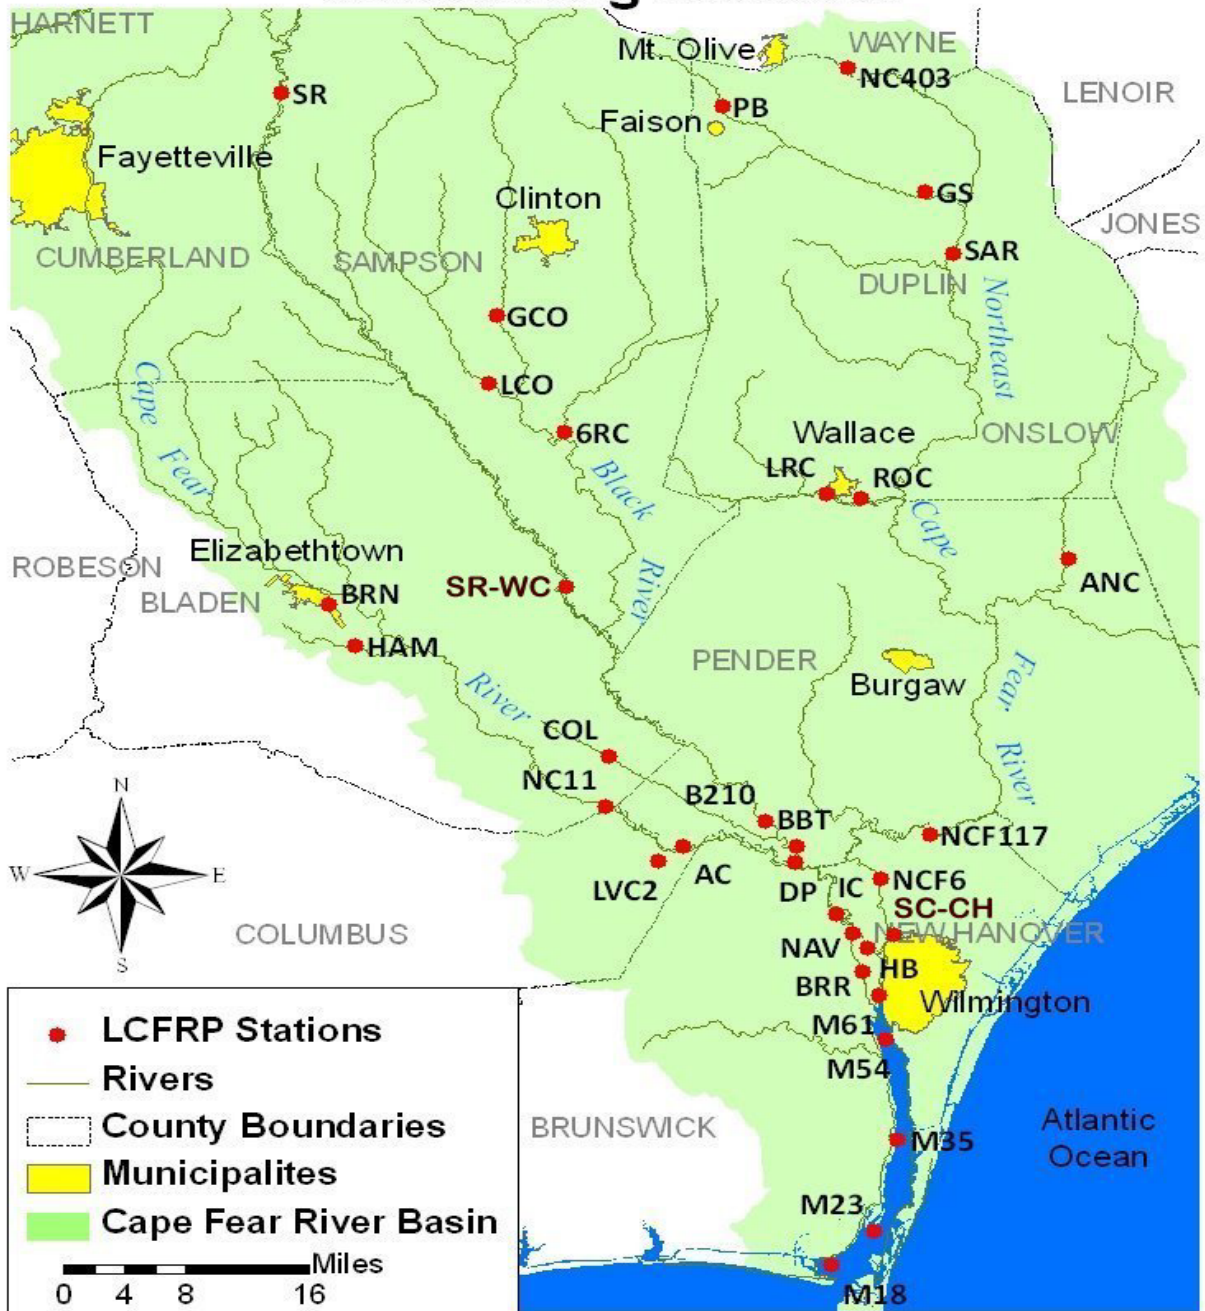 HARNETT
Mt. Olive
WAYNE
NC403
LENOIR
SR
PB
Faison
Fayetteville
Clinton
GS
JONES
CUMBERLAND
SAMPSON
SAR
DUPLIN
Northeast
GCO
Cape
LCO
6RC
Wallace
ONSLOW
Fear
Black
LRC
ROC
Cape
Elizabethtown
ROBESON
BLADEN
BRN
SR-WC
River
ANC
HAM
PENDER
Burgaw
Fear
River
COL
River
NC11
B210
BBT
NCF117
N
W
E
S
LVC2
AC
DP
IC
NCF6
SC-CH
COLUMBUS
NEW HANOVER
NAV
HB
BRR
Wilmington
M61
M54
LCFRP Stations
Rivers
County Boundaries
Municipalites
Cape Fear River Basin
Miles
0 4 8 16
BRUNSWICK
Atlantic
Ocean
M35
M23
M18